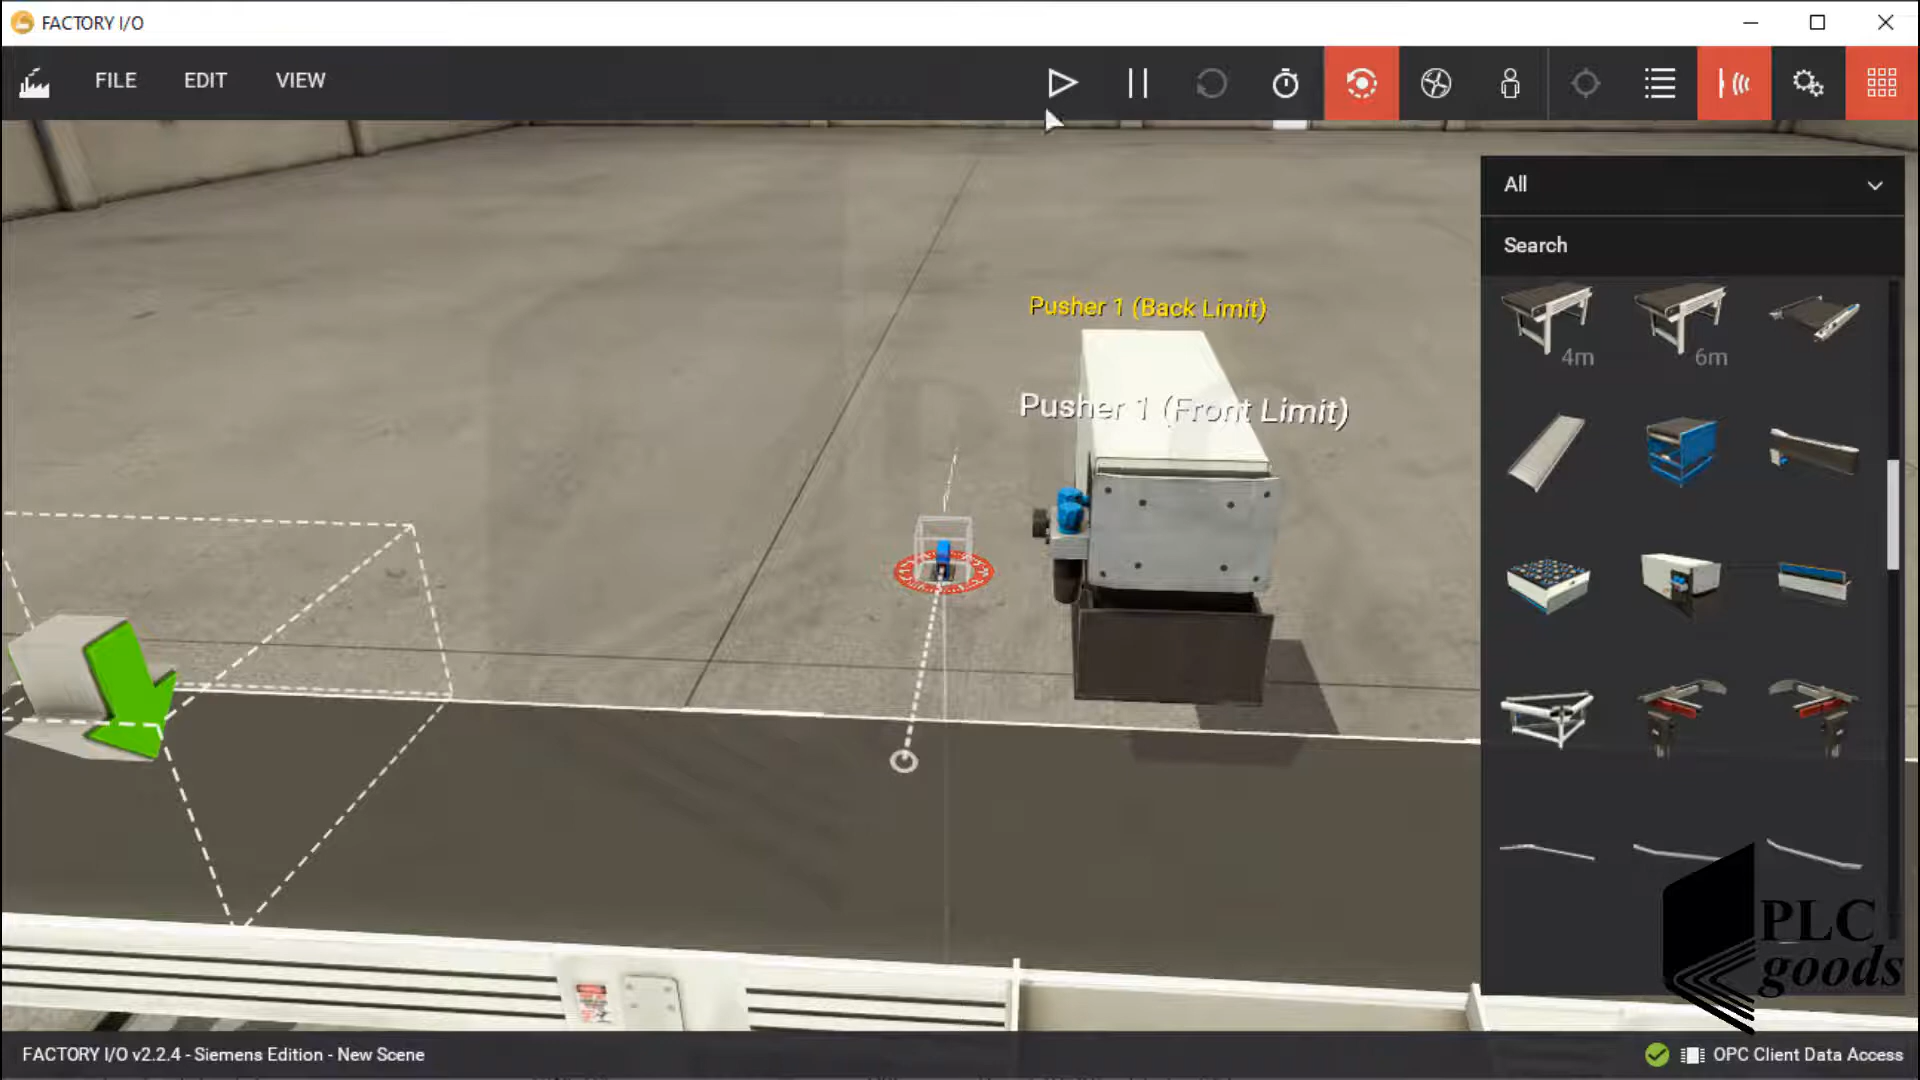 FACTORY I/O
FILE EDIT VIEW
All
Search
Pusher 1 (Back Limit)
4m 6m
Pusher 1 (Front Limit)
PLC
goods
FACTORY I/O v2.2.4 - Siemens Edition - New Scene
OPC Client Data Access